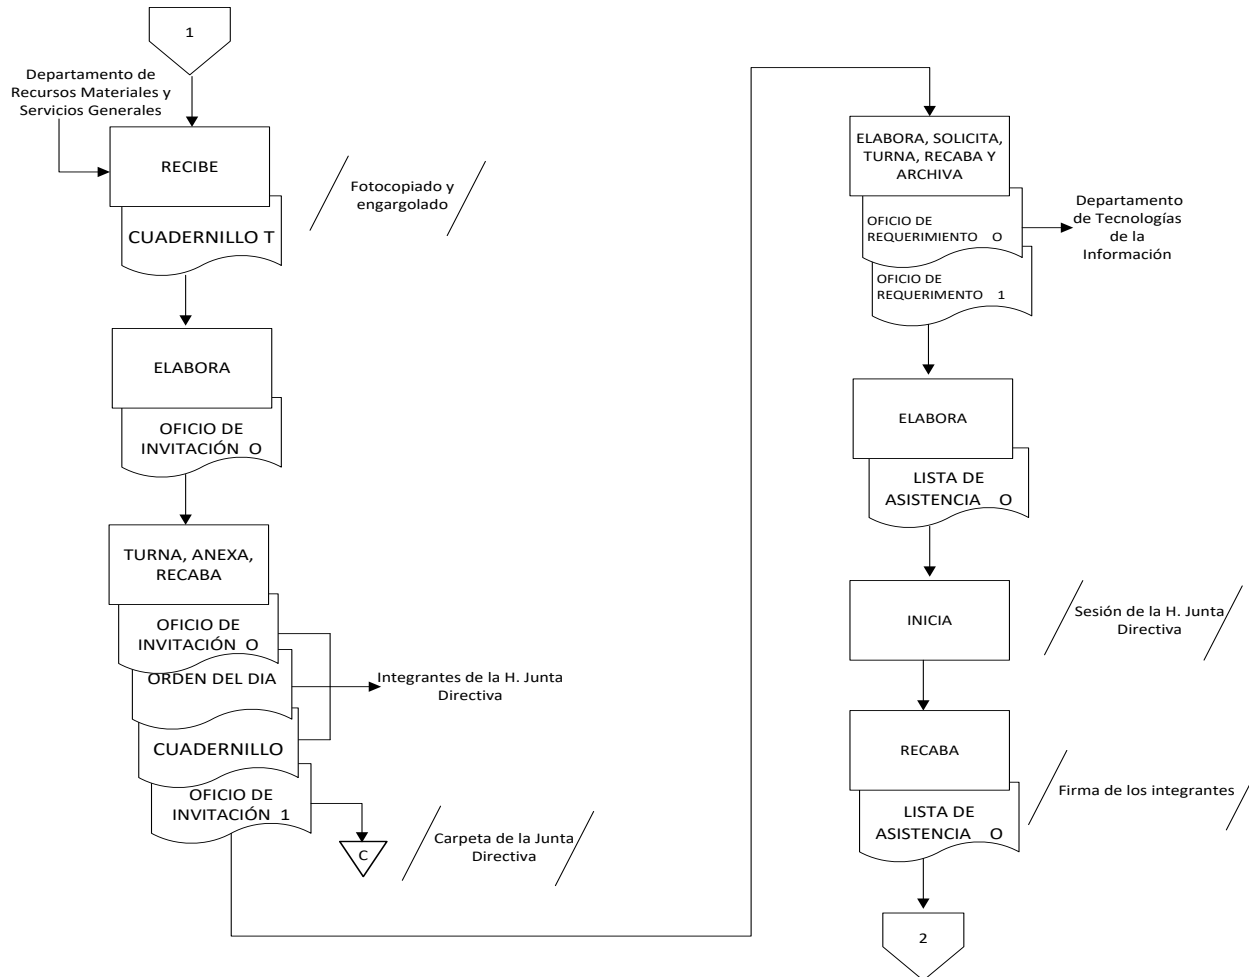 1
Departamento de
Recursos Materiales y
Servicios Generales
RECIBE
CUADERNILLO T
Fotocopiado y
engargolado
ELABORA
OFICIO DE
INVITACIÓN O
TURNA, ANEXA,
RECABA
OFICIO DE
INVITACIÓN O
ORDEN DEL DIA
CUADERNILLO
OFICIO DE
INVITACIÓN 1
Integrantes de la H. Junta
Directiva
C
Carpeta de la Junta
Directiva
ELABORA, SOLICITA,
TURNA, RECABA Y
ARCHIVA
OFICIO DE
REQUERIMIENTO O
OFICIO DE
REQUERIMENTO 1
Departamento
de Tecnologías
de la
Información
ELABORA
LISTA DE
ASISTENCIA O
INICIA
Sesión de la H. Junta
Directiva
RECABA
LISTA DE
ASISTENCIA O
Firma de los integrantes
2